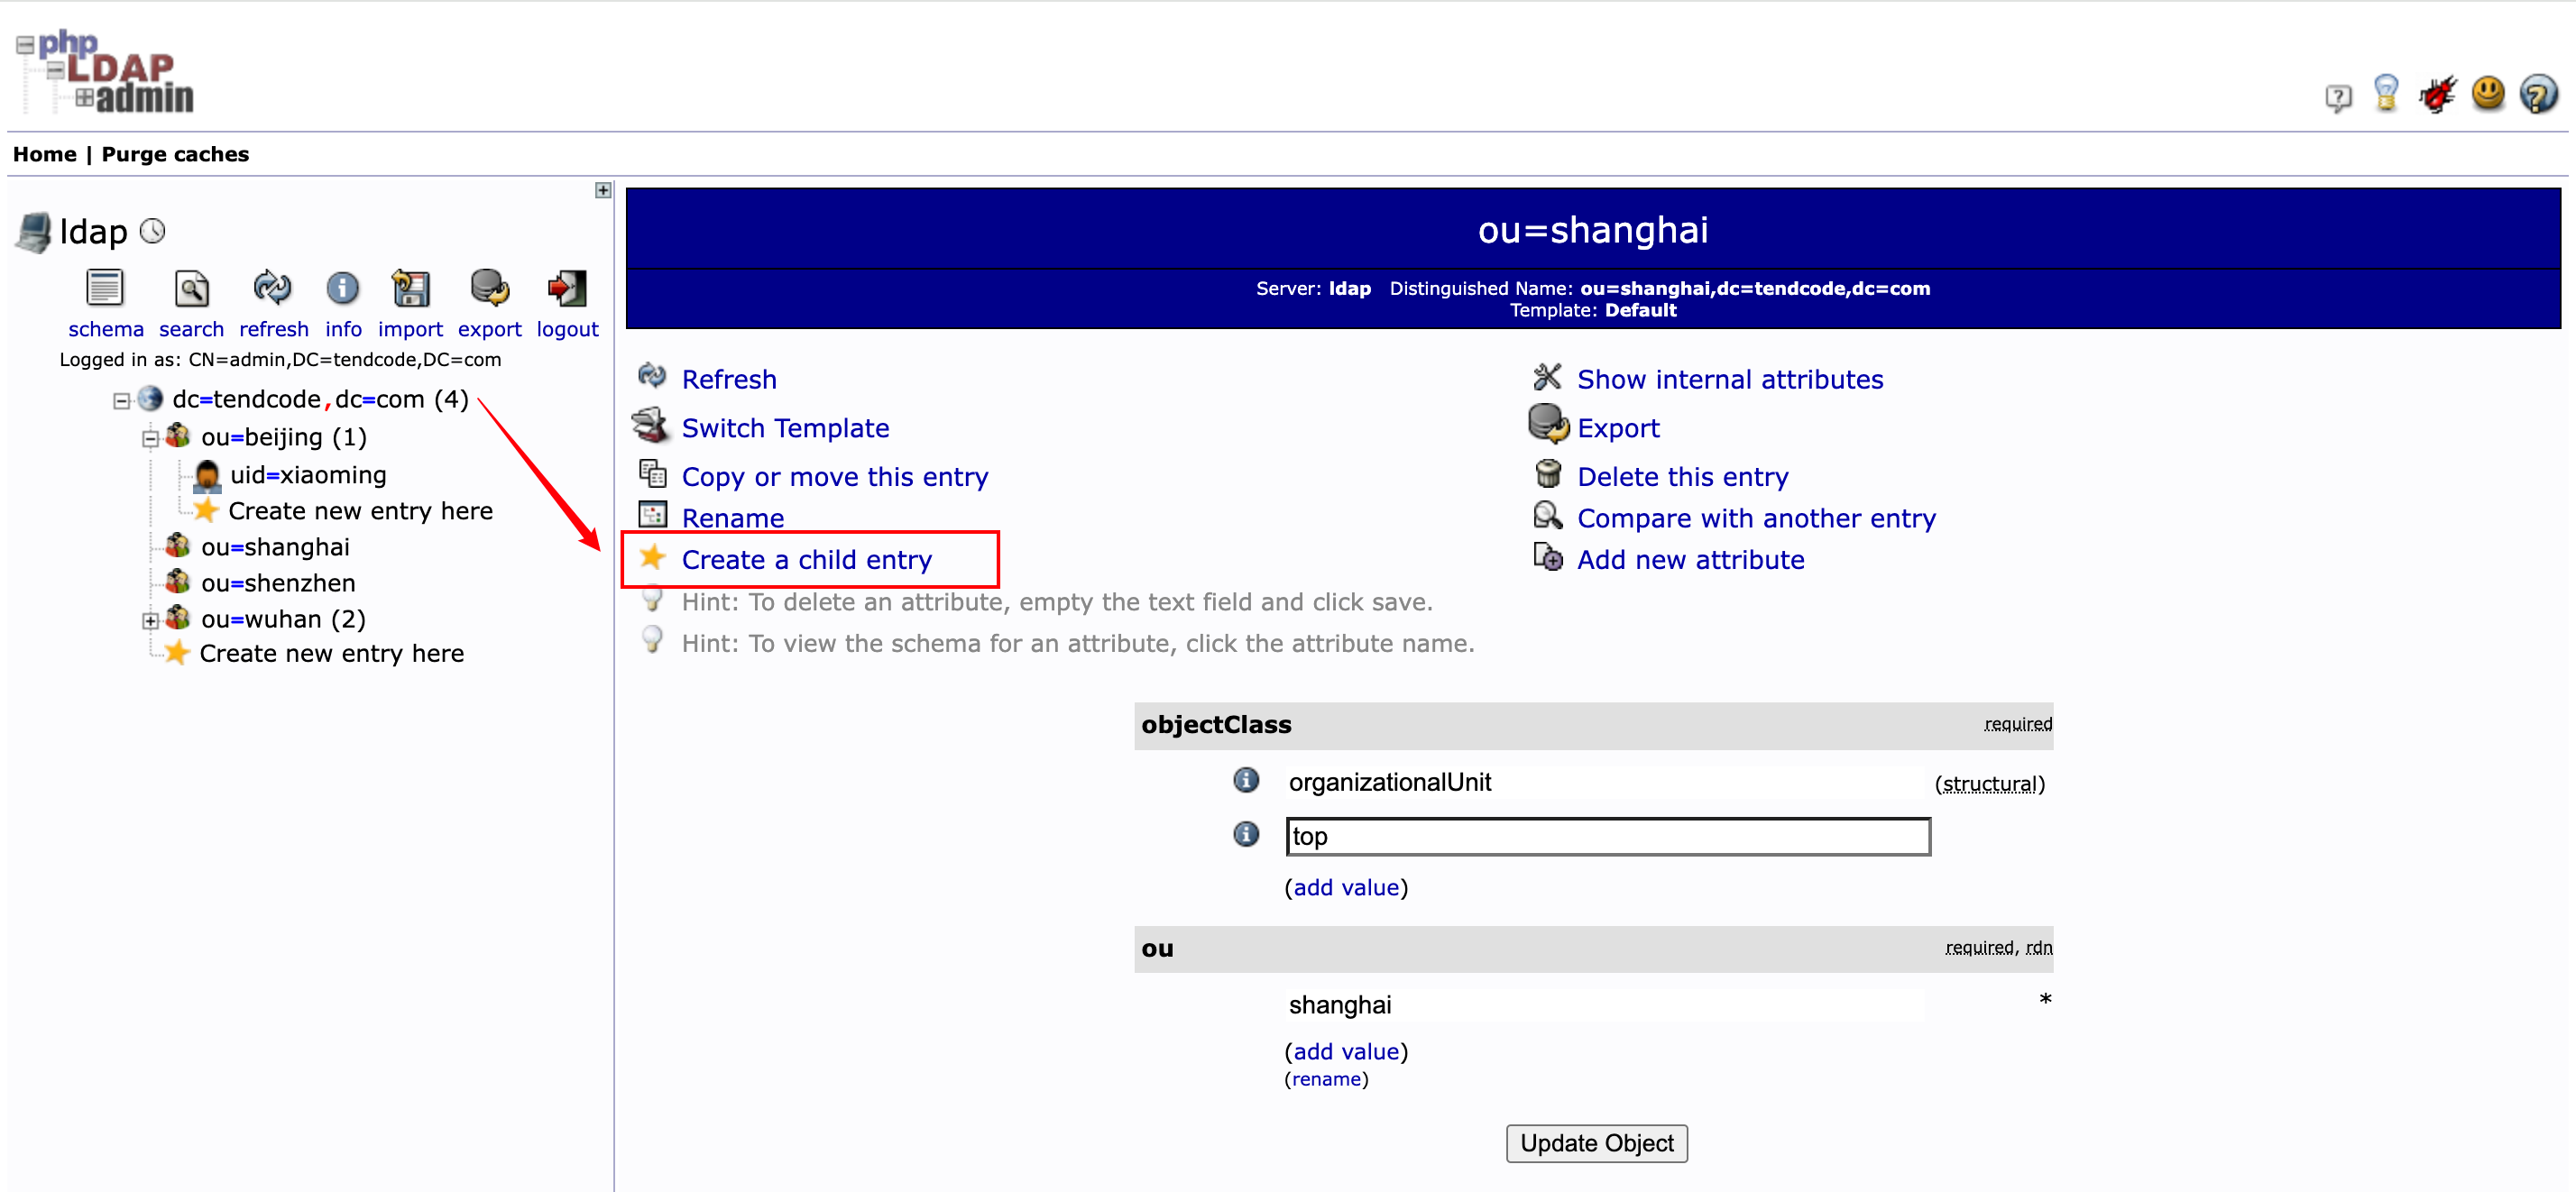 php
LDAP
admin
Home | Purge caches
ldap
schema search refresh info import export logout
Logged in as: CN=admin,DC=tendcode,DC=com
dc=tendcode,dc=com (4)
ou=beijing (1)
uid=xiaoming
Create new entry here
ou=shanghai
ou=shenzhen
ou=wuhan (2)
Create new entry here
ou=shanghai
Server: ldap Distinguished Name: ou=shanghai,dc=tendcode,dc=com
Template: Default
Refresh
Show internal attributes
Switch Template
Export
Copy or move this entry
Delete this entry
Rename
Compare with another entry
Create a child entry
Add new attribute
Hint: To delete an attribute, empty the text field and click save.
Hint: To view the schema for an attribute, click the attribute name.
objectClass required
organizationalUnit (structural)
top
(add value)
ou required, rdn
shanghai *
(add value)
(rename)
Update Object